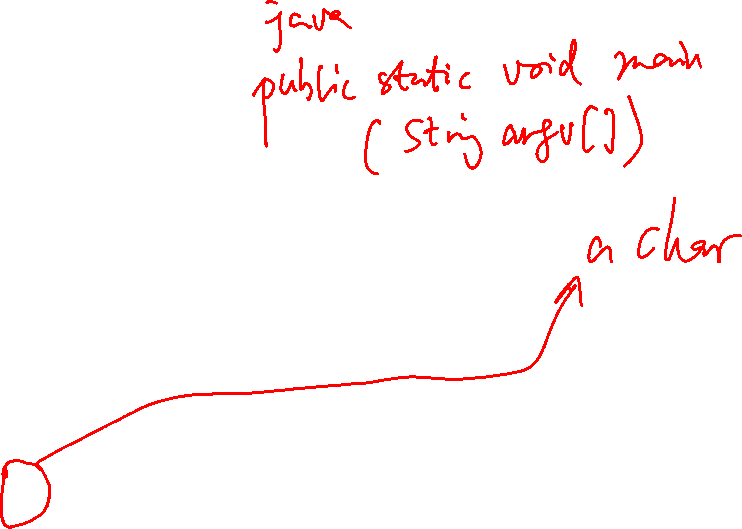 java
public static void main
(String argv[])
a char